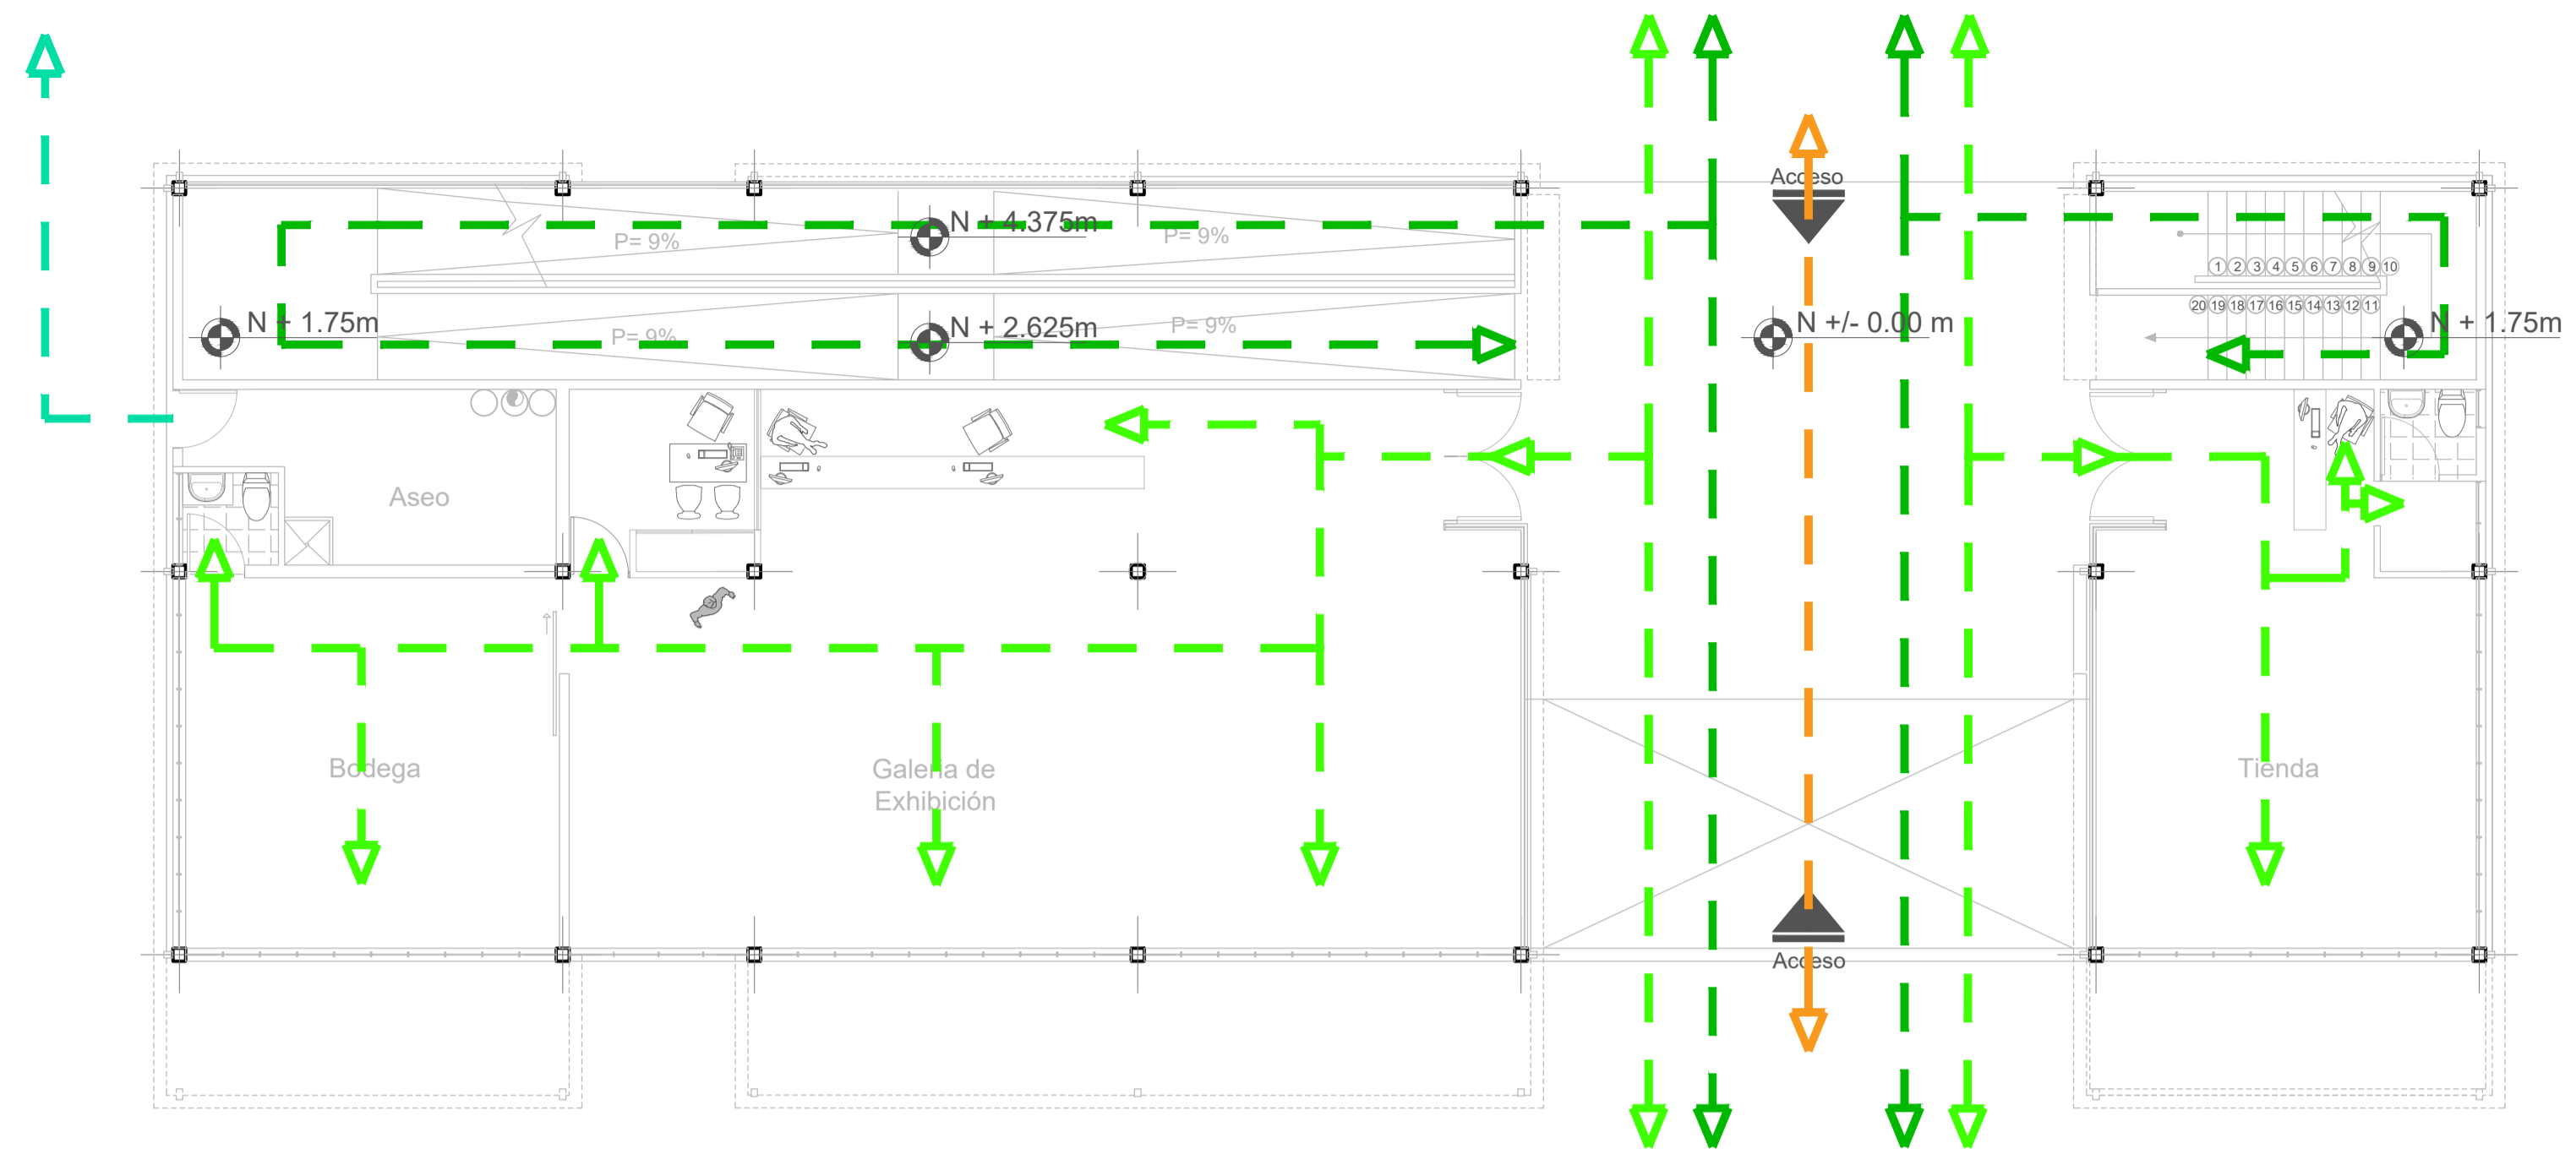 Acceso
N + 4.375m
P= 9%
P= 9%
1 2 3 4 5 6 7 8 9 10
20 19 18 17 16 15 14 13 12 11
N + 1.75m
P= 9%
N + 2.625m
P= 9%
N +/- 0.00 m
N + 1.75m
Aseo
Bodega
Galería de
Exhibición
Tienda
Acceso